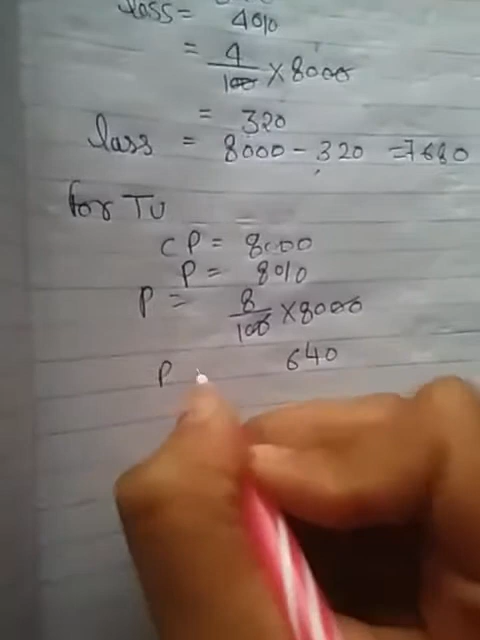 loss = 4%
= 4/100 × 8000
= 320
loss = 8000 - 320 = 7680
for TV
CP = 8000
P = 8%
P = 8/100 × 8000
640
P